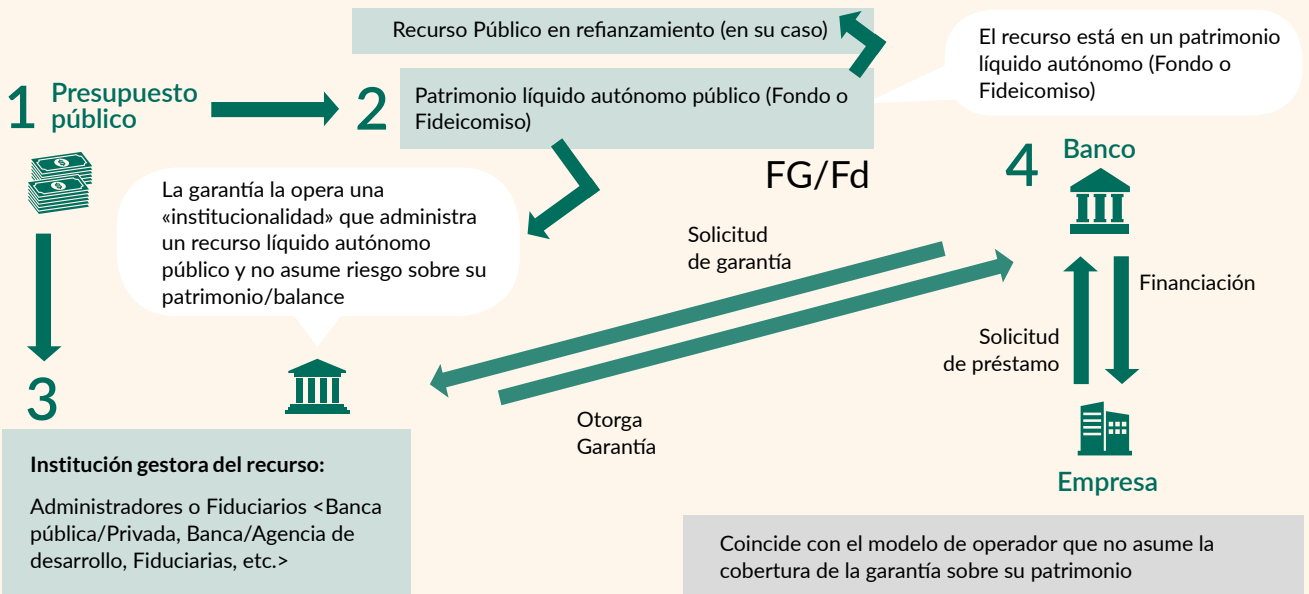 Recurso Público en refianzamiento (en su caso)
El recurso está en un patrimonio
líquido autónomo (Fondo o
Fideicomiso)
1 Presupuesto
público
2 Patrimonio líquido autónomo público (Fondo o
Fideicomiso)
FG/Fd
4 Banco
La garantía la opera una
«institucionalidad» que administra
un recurso líquido autónomo
público y no asume riesgo sobre su
patrimonio/balance
Solicitud
de garantía
Financiación
Solicitud
de préstamo
3
Otorga
Garantía
Institución gestora del recurso:
Administradores o Fiduciarios <Banca
pública/Privada, Banca/Agencia de
desarrollo, Fiduciarias, etc.>
Empresa
Coincide con el modelo de operador que no asume la
cobertura de la garantía sobre su patrimonio